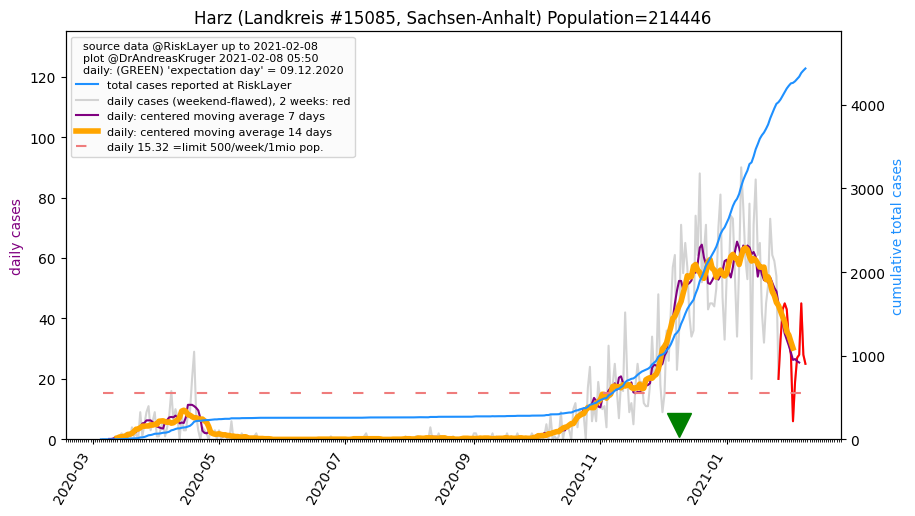 Harz (Landkreis #15085, Sachsen-Anhalt) Population=214446
source data @RiskLayer up to 2021-02-08
plot @DrAndreasKruger 2021-02-08 05:50
daily: (GREEN) 'expectation day' = 09.12.2020
total cases reported at RiskLayer
daily cases (weekend-flawed), 2 weeks: red
daily: centered moving average 7 days
daily: centered moving average 14 days
daily 15.32 =limit 500/week/1mio pop.
daily cases
120
100
80
60
40
20
0
cumulative total cases
4000
3000
2000
1000
0
2020-03
2020-05
2020-07
2020-09
2020-11
2021-01